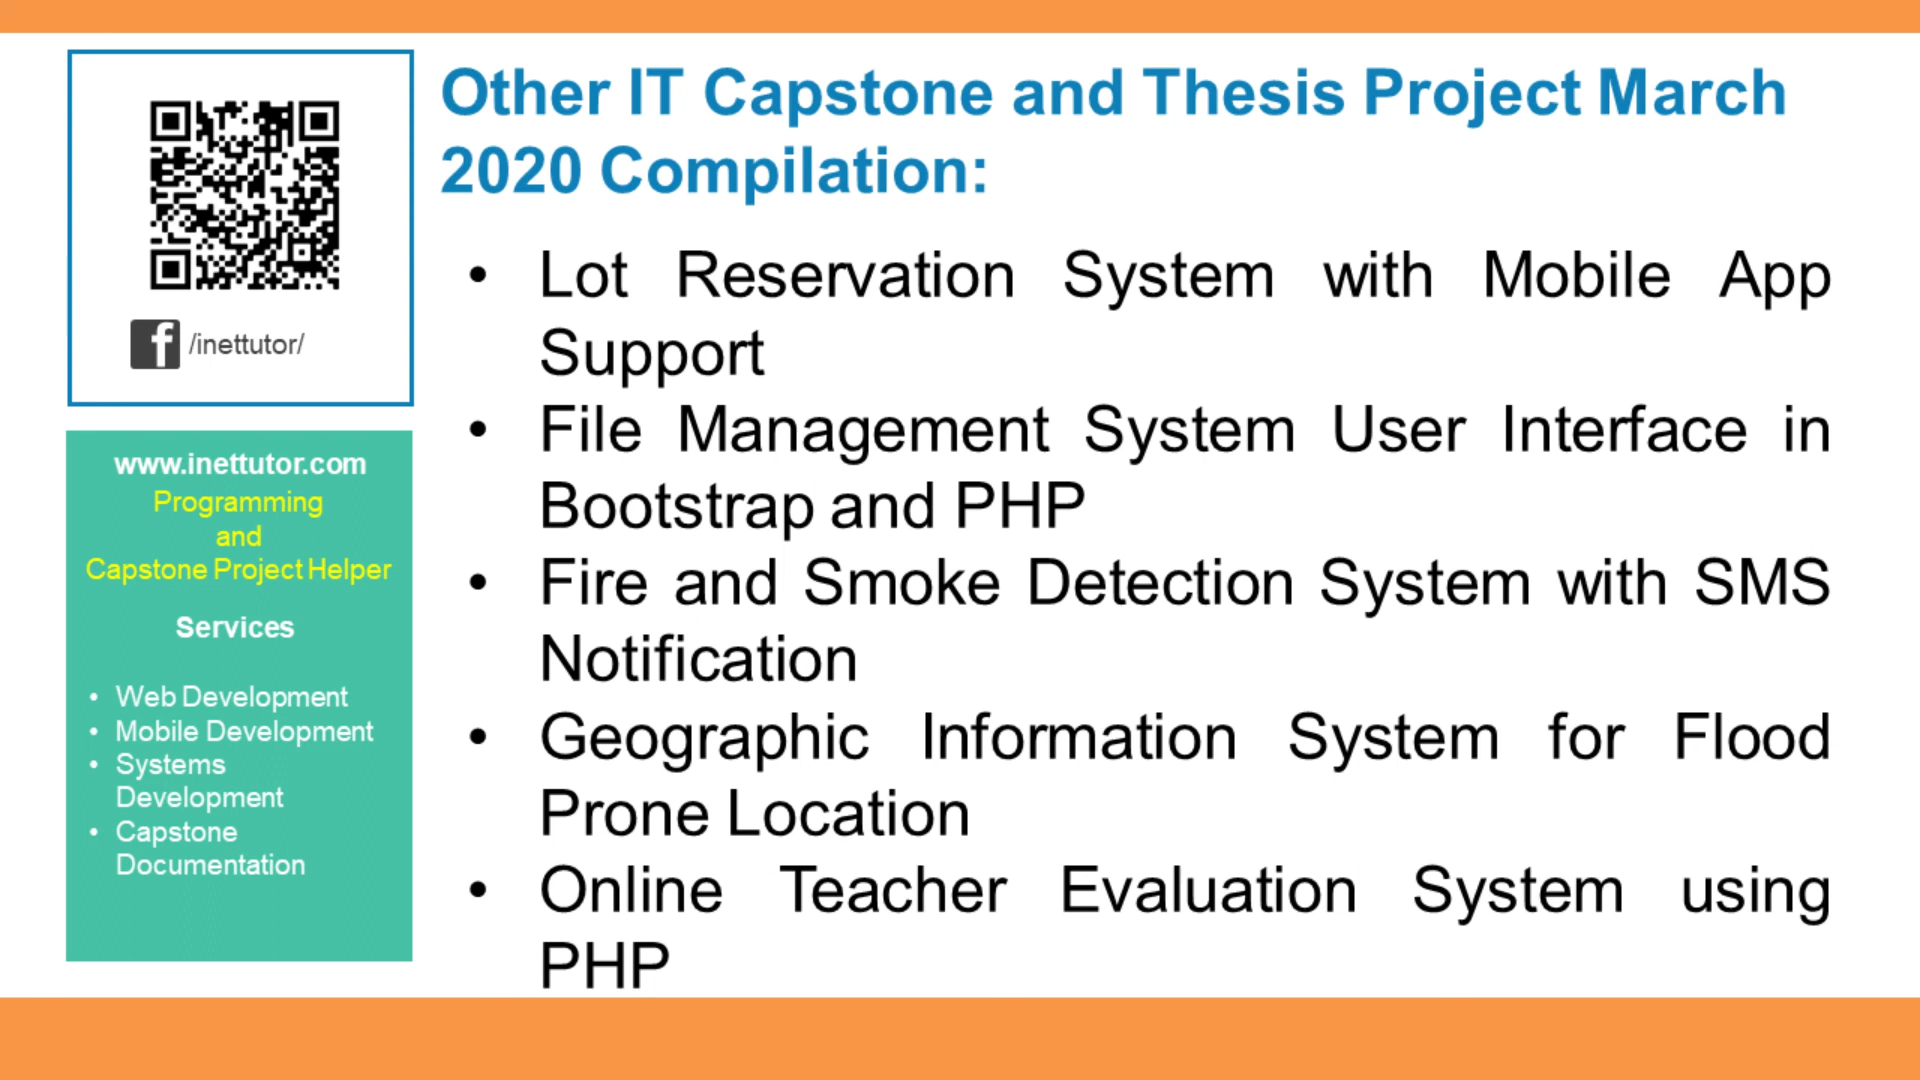 /inettutor/
www.inettutor.com
Programming
and
Capstone Project Helper
Services
• Web Development
• Mobile Development
• Systems
Development
• Capstone
Documentation
Other IT Capstone and Thesis Project March
2020 Compilation:
• Lot Reservation System with Mobile App
Support
• File Management System User Interface in
Bootstrap and PHP
• Fire and Smoke Detection System with SMS
Notification
• Geographic Information System for Flood
Prone Location
• Online Teacher Evaluation System using
PHP